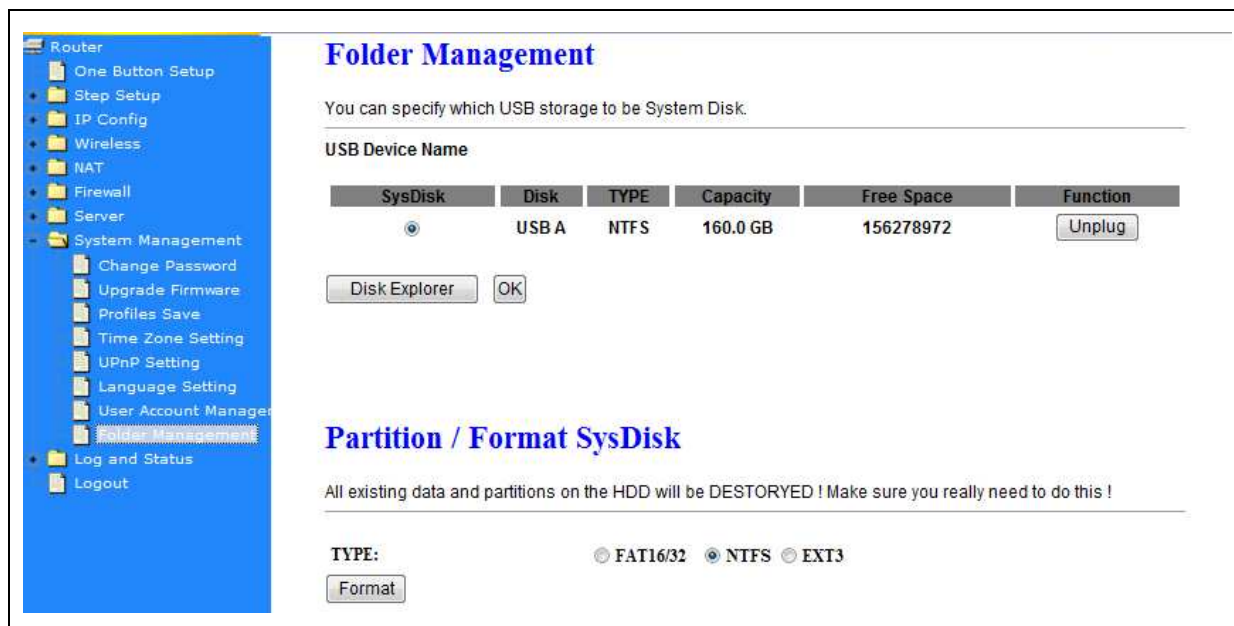 Router
One Button Setup
Step Setup
IP Config
Wireless
NAT
Firewall
Server
System Management
Change Password
Upgrade Firmware
Profiles Save
Time Zone Setting
UPnP Setting
Language Setting
User Account Manager
Folder Management
Log and Status
Logout
Folder Management
You can specify which USB storage to be System Disk.
USB Device Name
SysDisk Disk TYPE Capacity Free Space Function
USB A NTFS 160.0 GB 156278972 Unplug
Disk Explorer OK
Partition / Format SysDisk
All existing data and partitions on the HDD will be DESTORYED ! Make sure you really need to do this !
TYPE: FAT16/32 NTFS EXT3
Format